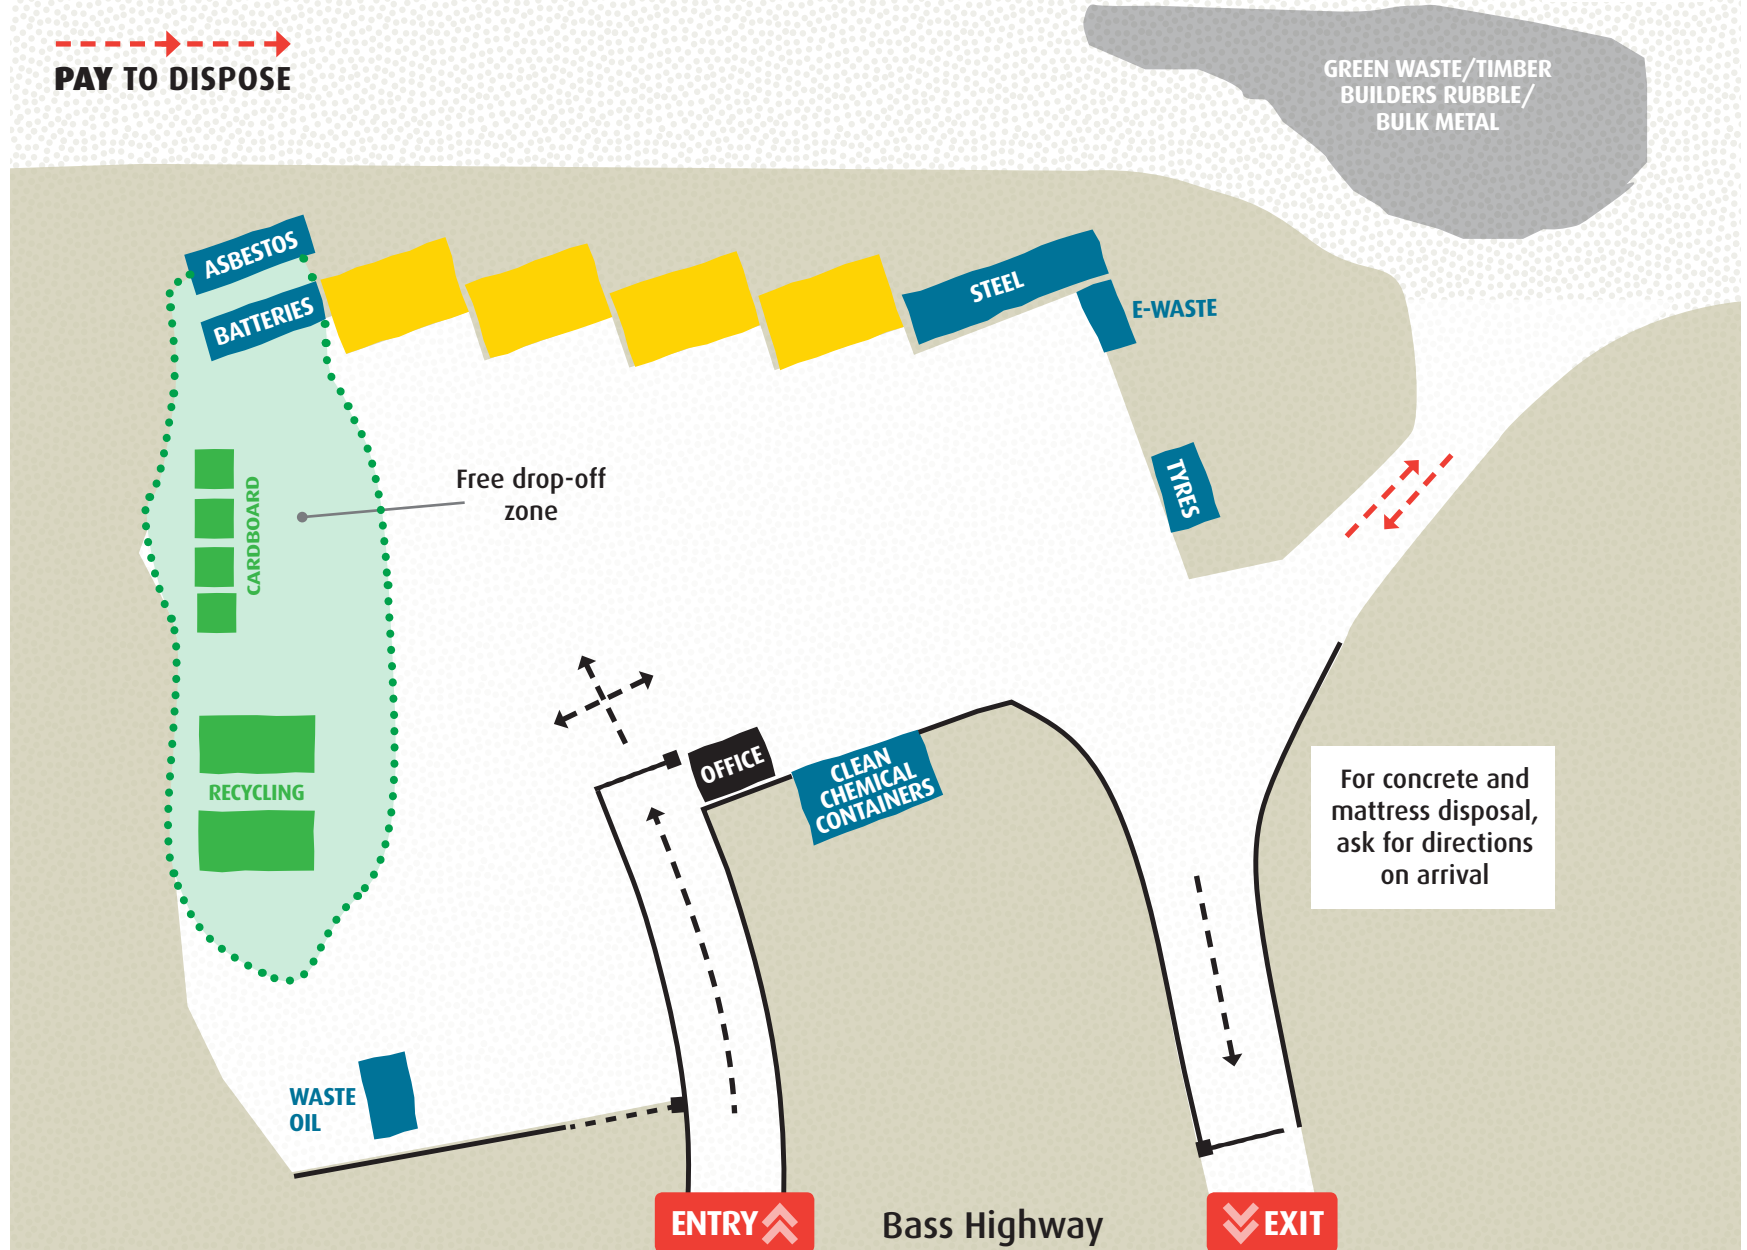 PAY TO DISPOSE
GREEN WASTE/TIMBER
BUILDERS RUBBLE/
BULK METAL
ASBESTOS
BATTERIES
STEEL
E-WASTE
TYRES
Free drop-off
zone
CARDBOARD
RECYCLING
OFFICE
CLEAN
CHEMICAL
CONTAINERS
For concrete and
mattress disposal,
ask for directions
on arrival
WASTE
OIL
ENTRY
Bass Highway
EXIT